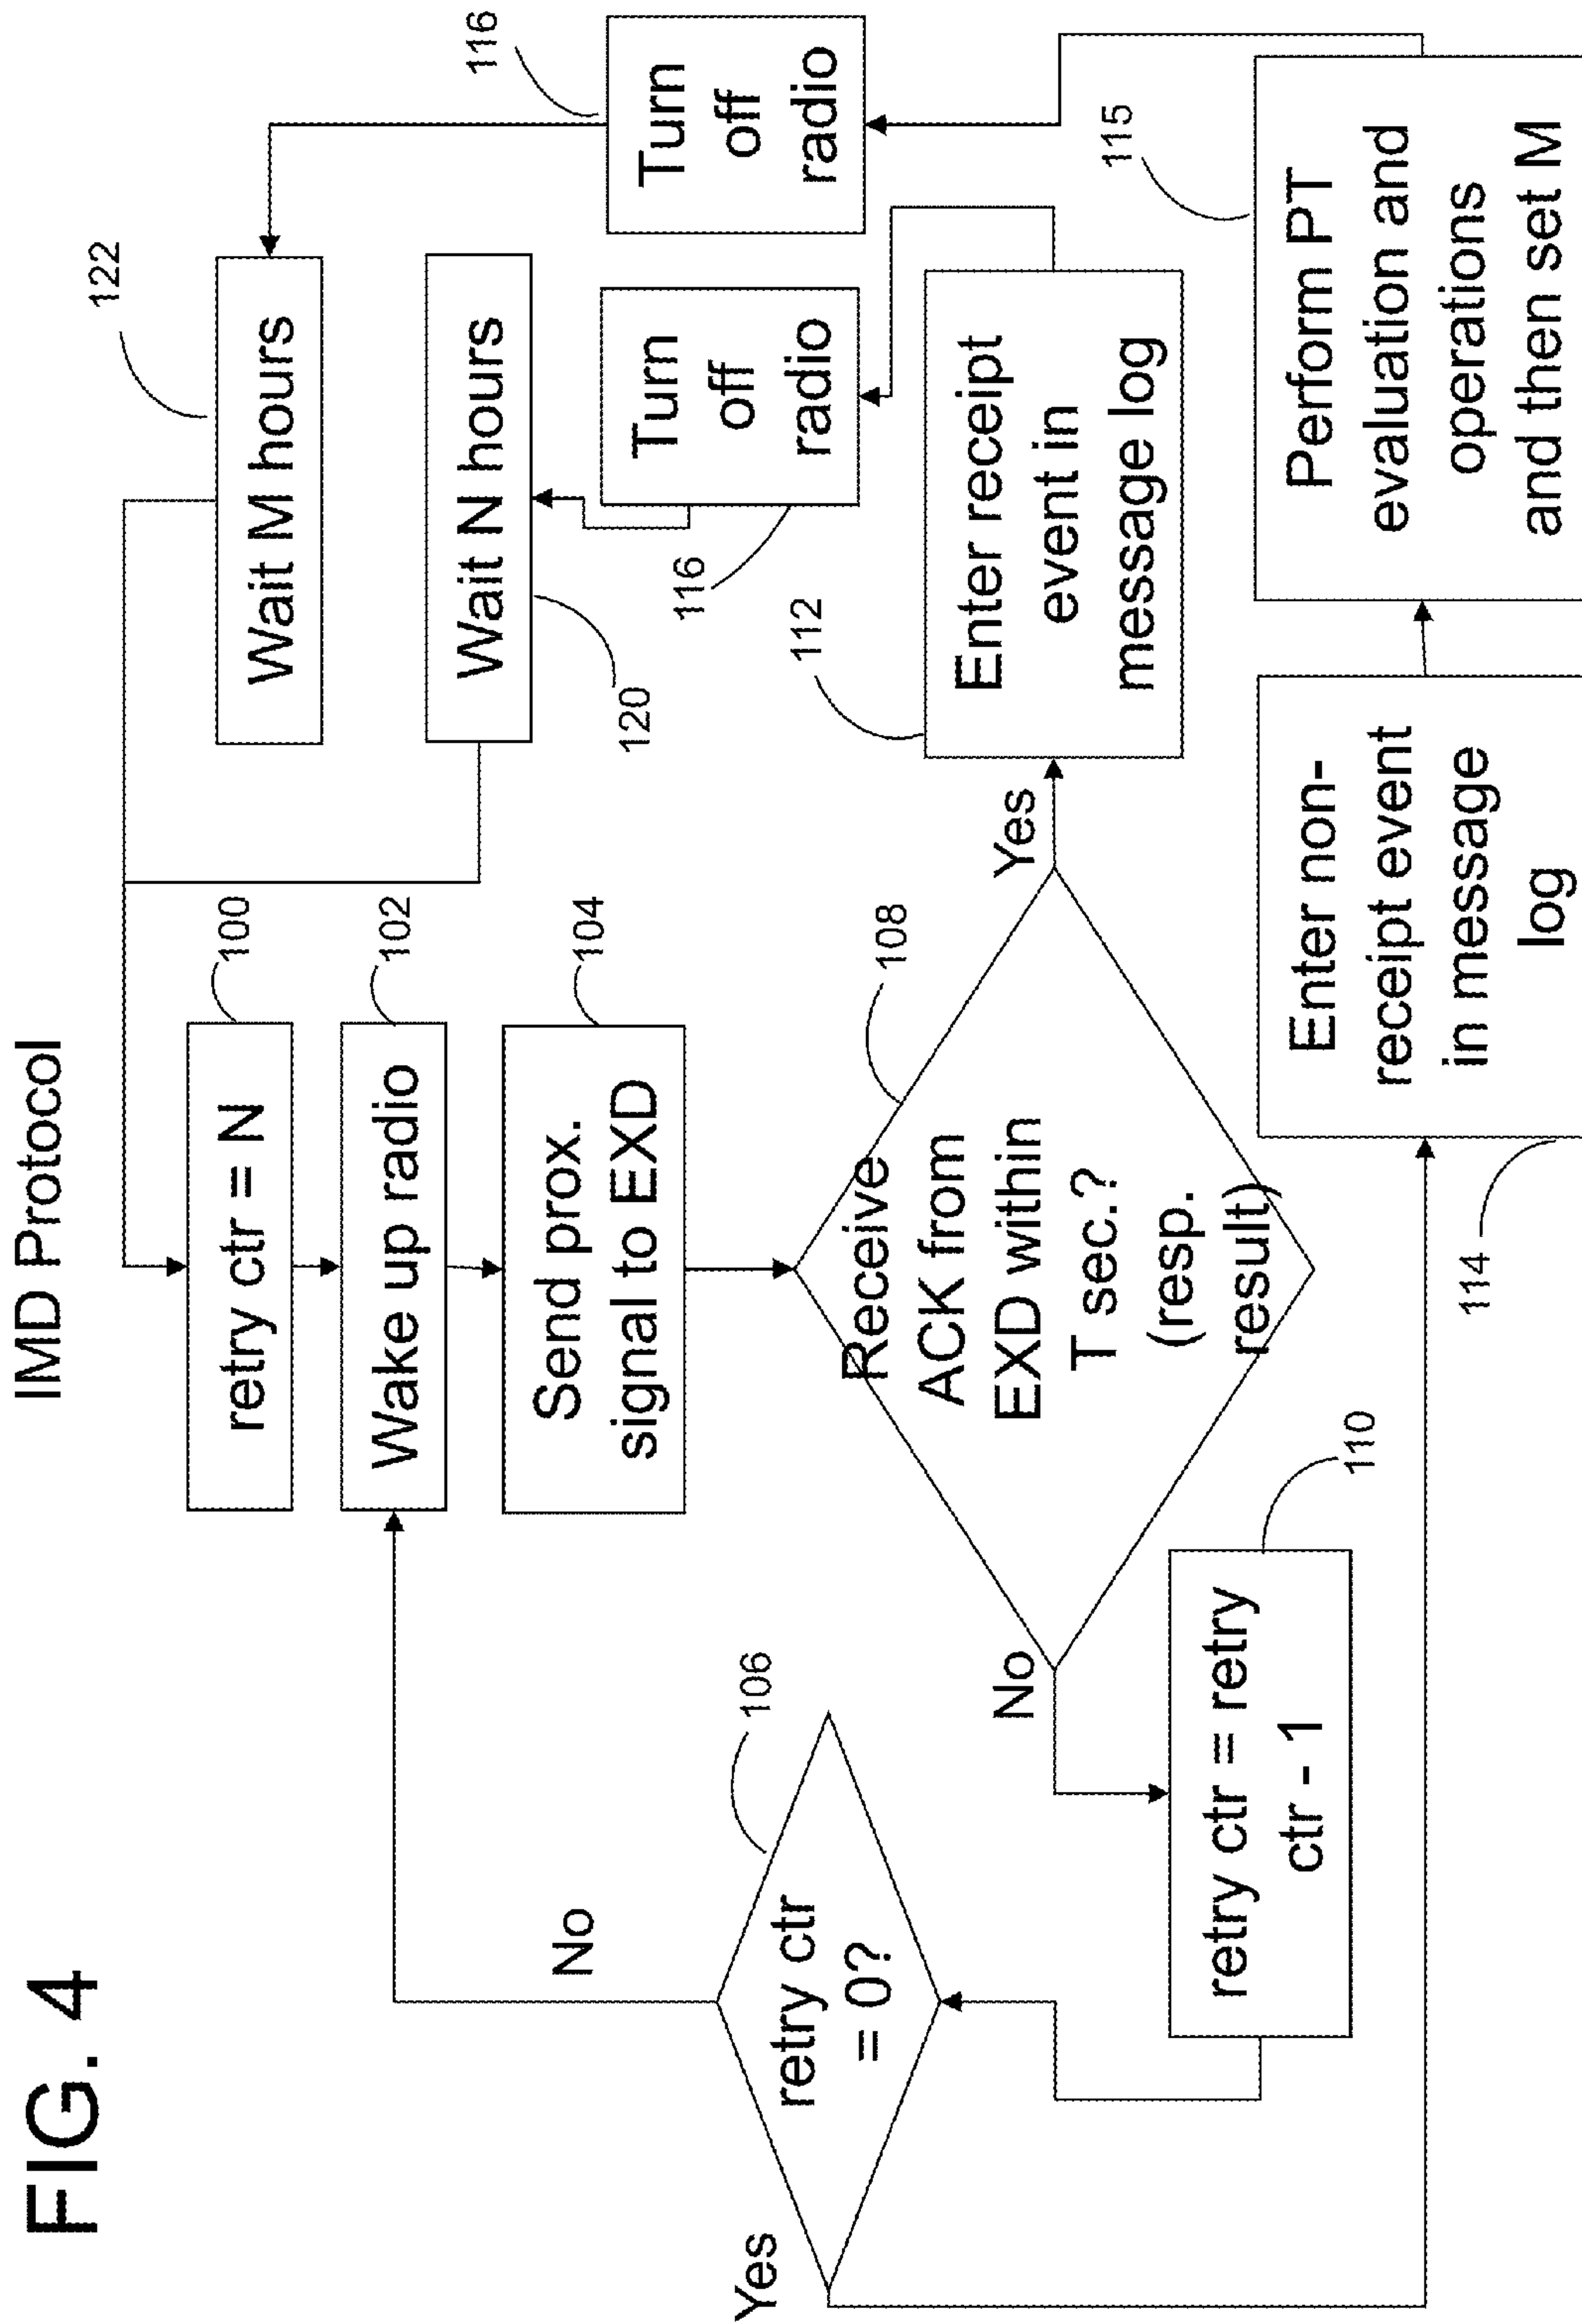 FIG. 4
IMD Protocol
100
retry ctr = N
102
Wake up radio
104
Send prox.
signal to EXD
108
Receive
ACK from
EXD within
T sec.?
(resp.
result)
Yes
No
106
retry ctr
= 0?
No
Yes
110
retry ctr = retry
ctr - 1
112
Enter receipt
event in
message log
114
Enter non-
receipt event
in message
log
115
Perform PT
evaluation and
operations
and then set M
116
Turn
off
radio
116
Turn
off
radio
120
Wait N hours
122
Wait M hours